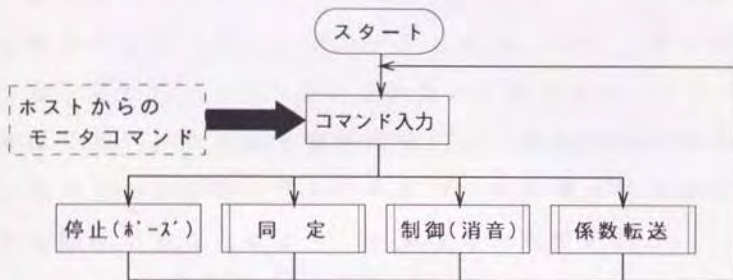 スタート
ホストからの
モニタコマンド
コマンド入力
停止(ﾎﾟｰｽﾞ)
同 定
制御(消音)
係数転送